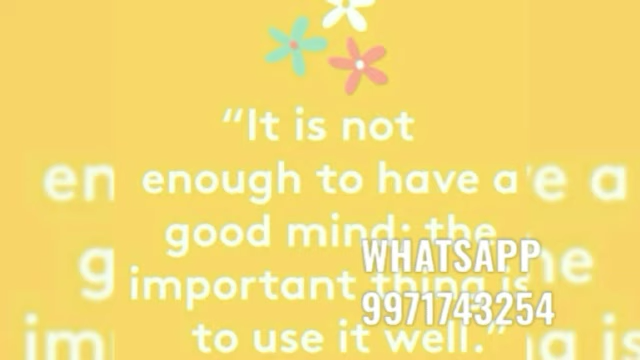 “It is not
enough to have a
good mind; the
important thing is
to use it well.”
WHATSAPP
9971743254